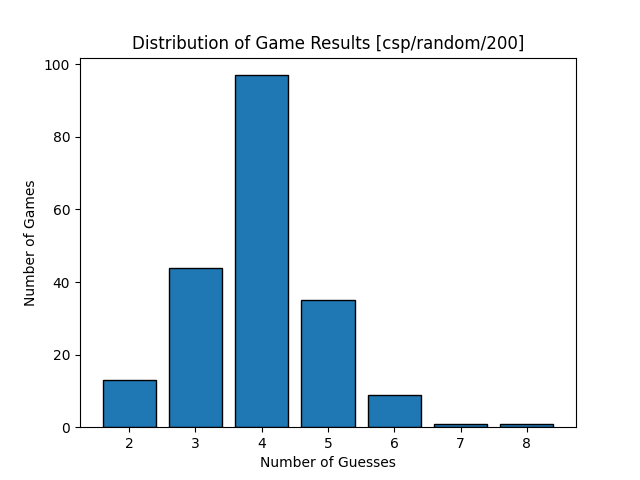 Distribution of Game Results [csp/random/200]
100
80
60
40
20
0
Number of Games
2 3 4 5 6 7 8
Number of Guesses